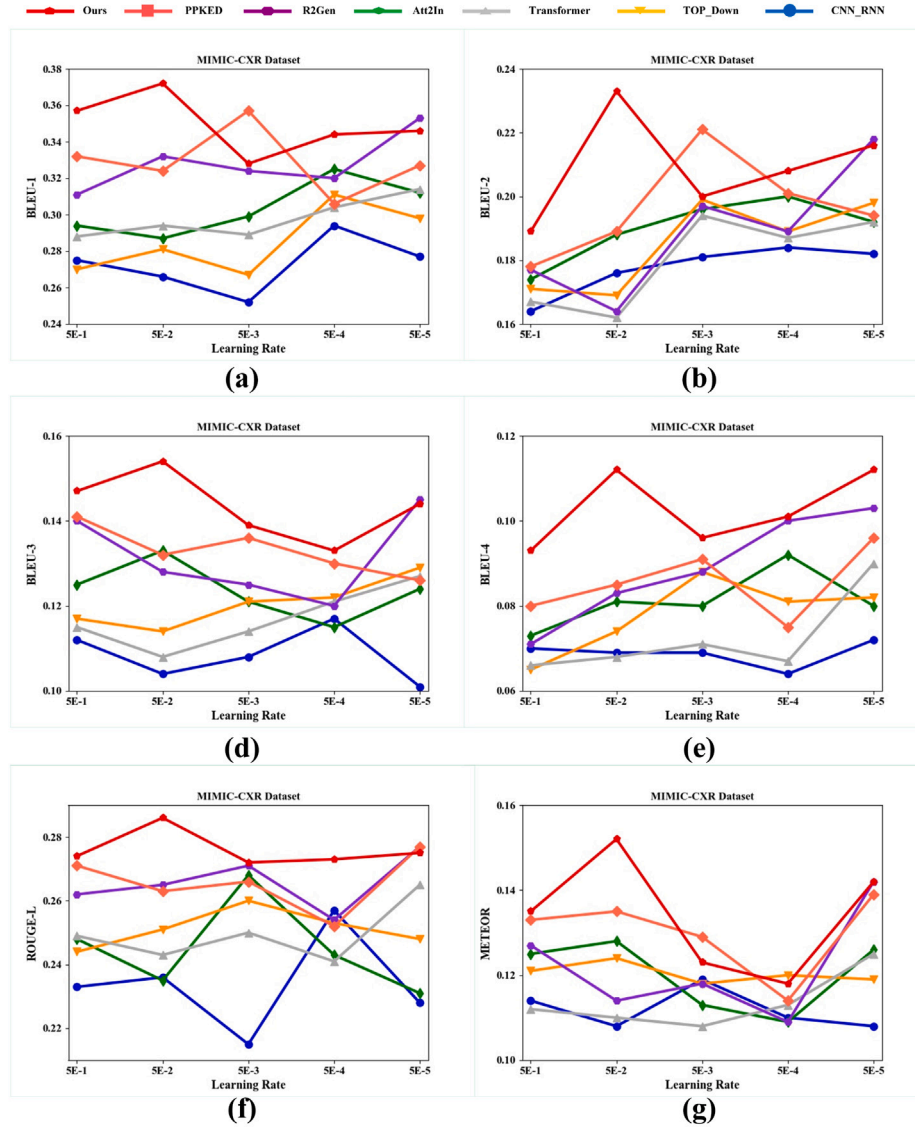 Ours PPKED R2Gen Att2In Transformer TOP_Down CNN_RNN
MIMIC-CXR Dataset
0.38
0.36
0.34
0.32
0.30
0.28
0.26
0.24
BLEU-1
5E-1 5E-2 5E-3 5E-4 5E-5
Learning Rate
(a)
MIMIC-CXR Dataset
0.24
0.22
0.20
0.18
0.16
BLEU-2
5E-1 5E-2 5E-3 5E-4 5E-5
Learning Rate
(b)
MIMIC-CXR Dataset
0.16
0.14
0.12
0.10
BLEU-3
5E-1 5E-2 5E-3 5E-4 5E-5
Learning Rate
(d)
MIMIC-CXR Dataset
0.12
0.10
0.08
0.06
BLEU-4
5E-1 5E-2 5E-3 5E-4 5E-5
Learning Rate
(e)
MIMIC-CXR Dataset
0.28
0.26
0.24
0.22
ROUGE-L
5E-1 5E-2 5E-3 5E-4 5E-5
Learning Rate
(f)
MIMIC-CXR Dataset
0.16
0.14
0.12
0.10
METEOR
5E-1 5E-2 5E-3 5E-4 5E-5
Learning Rate
(g)